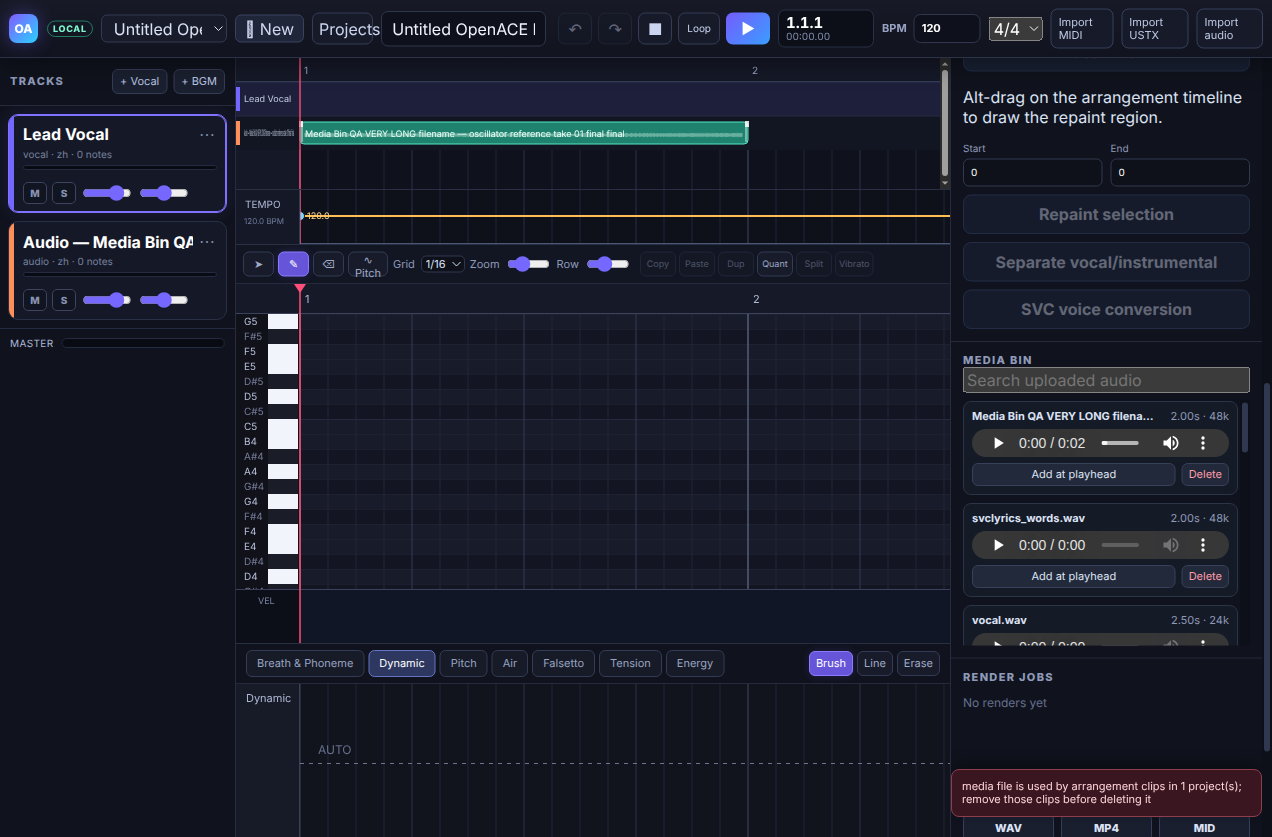 OA
LOCAL
Untitled Ope
New
Projects
Untitled OpenACE
Loop
1.1.1
00:00.00
BPM
120
4/4
Import
MIDI
Import
USTX
Import
audio
TRACKS
+ Vocal
+ BGM
Lead Vocal
vocal · zh · 0 notes
M
S
Audio — Media Bin QA
audio · zh · 0 notes
M
S
MASTER
1
2
Lead Vocal
Media Bin QA VERY LONG filename — oscillator reference take 01 final final
TEMPO
120.0 BPM
120.0
Pitch
Grid
1/16
Zoom
Row
Copy
Paste
Dup
Quant
Split
Vibrato
1
2
G5
F#5
F5
E5
D#5
D5
C#5
C5
B4
A#4
A4
G#4
G4
F#4
F4
E4
D#4
D4
VEL
Breath & Phoneme
Dynamic
Pitch
Air
Falsetto
Tension
Energy
Brush
Line
Erase
Dynamic
AUTO
Alt-drag on the arrangement timeline
to draw the repaint region.
Start
End
0
0
Repaint selection
Separate vocal/instrumental
SVC voice conversion
MEDIA BIN
Search uploaded audio
Media Bin QA VERY LONG filena...
2.00s · 48k
0:00 / 0:02
Add at playhead
Delete
svclyrics_words.wav
2.00s · 48k
0:00 / 0:00
Add at playhead
Delete
vocal.wav
2.50s · 24k
0:00 / 0:00
RENDER JOBS
No renders yet
media file is used by arrangement clips in 1 project(s);
remove those clips before deleting it
WAV
MP4
MID